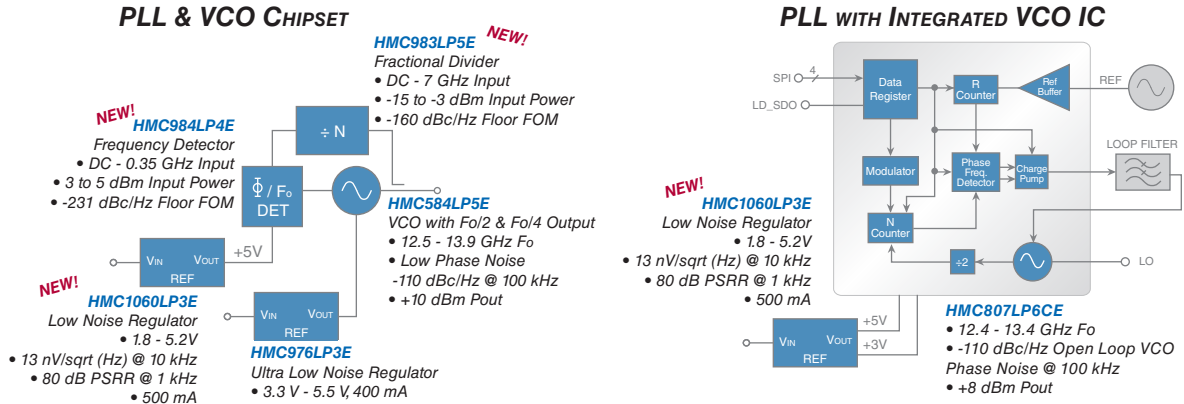 PLL & VCO CHIPSET
NEW!
HMC983LP5E
Fractional Divider
• DC - 7 GHz Input
• -15 to -3 dBm Input Power
• -160 dBc/Hz Floor FOM
NEW!
HMC984LP4E
Frequency Detector
• DC - 0.35 GHz Input
• 3 to 5 dBm Input Power
• -231 dBc/Hz Floor FOM
÷ N
Φ / Fo
DET
HMC584LP5E
VCO with Fo/2 & Fo/4 Output
• 12.5 - 13.9 GHz Fo
• Low Phase Noise
-110 dBc/Hz @ 100 kHz
• +10 dBm Pout
+5V
VIN VOUT
REF
NEW!
HMC1060LP3E
Low Noise Regulator
• 1.8 - 5.2V
• 13 nV/sqrt (Hz) @ 10 kHz
• 80 dB PSRR @ 1 kHz
• 500 mA
VIN VOUT
REF
HMC976LP3E
Ultra Low Noise Regulator
• 3.3 V - 5.5 V, 400 mA
PLL WITH INTEGRATED VCO IC
SPI
4
LD_SDO
Data
Register
R
Counter
Ref
Buffer
REF
LOOP FILTER
Modulator
Phase
Freq.
Detector
Charge
Pump
N
Counter
÷2
LO
NEW!
HMC1060LP3E
Low Noise Regulator
• 1.8 - 5.2V
• 13 nV/sqrt (Hz) @ 10 kHz
• 80 dB PSRR @ 1 kHz
• 500 mA
+5V
+3V
VIN VOUT
REF
HMC807LP6CE
• 12.4 - 13.4 GHz Fo
• -110 dBc/Hz Open Loop VCO
Phase Noise @ 100 kHz
• +8 dBm Pout